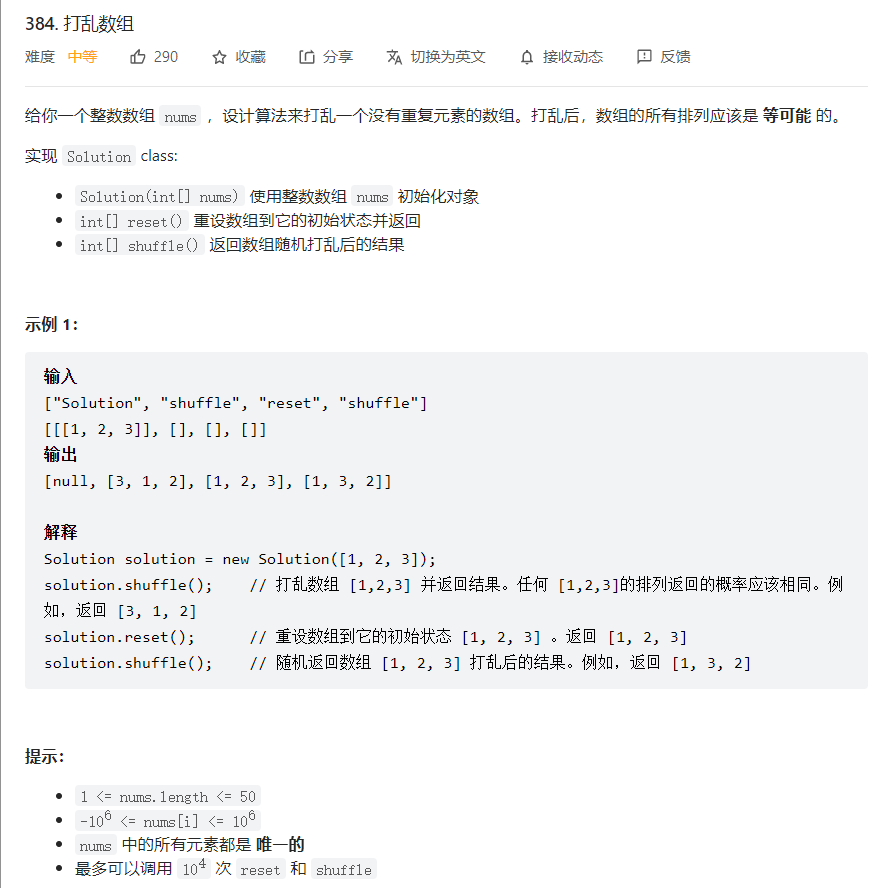 384. 打乱数组
难度 中等 290 收藏 分享 切换为英文 接收动态 反馈
给你一个整数数组 nums ，设计算法来打乱一个没有重复元素的数组。打乱后，数组的所有排列应该是 等可能 的。
实现 Solution class:
• Solution(int[] nums) 使用整数数组 nums 初始化对象
• int[] reset() 重设数组到它的初始状态并返回
• int[] shuffle() 返回数组随机打乱后的结果
示例 1：
输入
["Solution", "shuffle", "reset", "shuffle"]
[[[1, 2, 3]], [], [], []]
输出
[null, [3, 1, 2], [1, 2, 3], [1, 3, 2]]
解释
Solution solution = new Solution([1, 2, 3]);
solution.shuffle();    // 打乱数组 [1,2,3] 并返回结果。任何 [1,2,3]的排列返回的概率应该相同。例
如，返回 [3, 1, 2]
solution.reset();      // 重设数组到它的初始状态 [1, 2, 3] 。返回 [1, 2, 3]
solution.shuffle();    // 随机返回数组 [1, 2, 3] 打乱后的结果。例如，返回 [1, 3, 2]
提示：
• 1 <= nums.length <= 50
• -10⁶ <= nums[i] <= 10⁶
• nums 中的所有元素都是 唯一的
• 最多可以调用 10⁴ 次 reset 和 shuffle